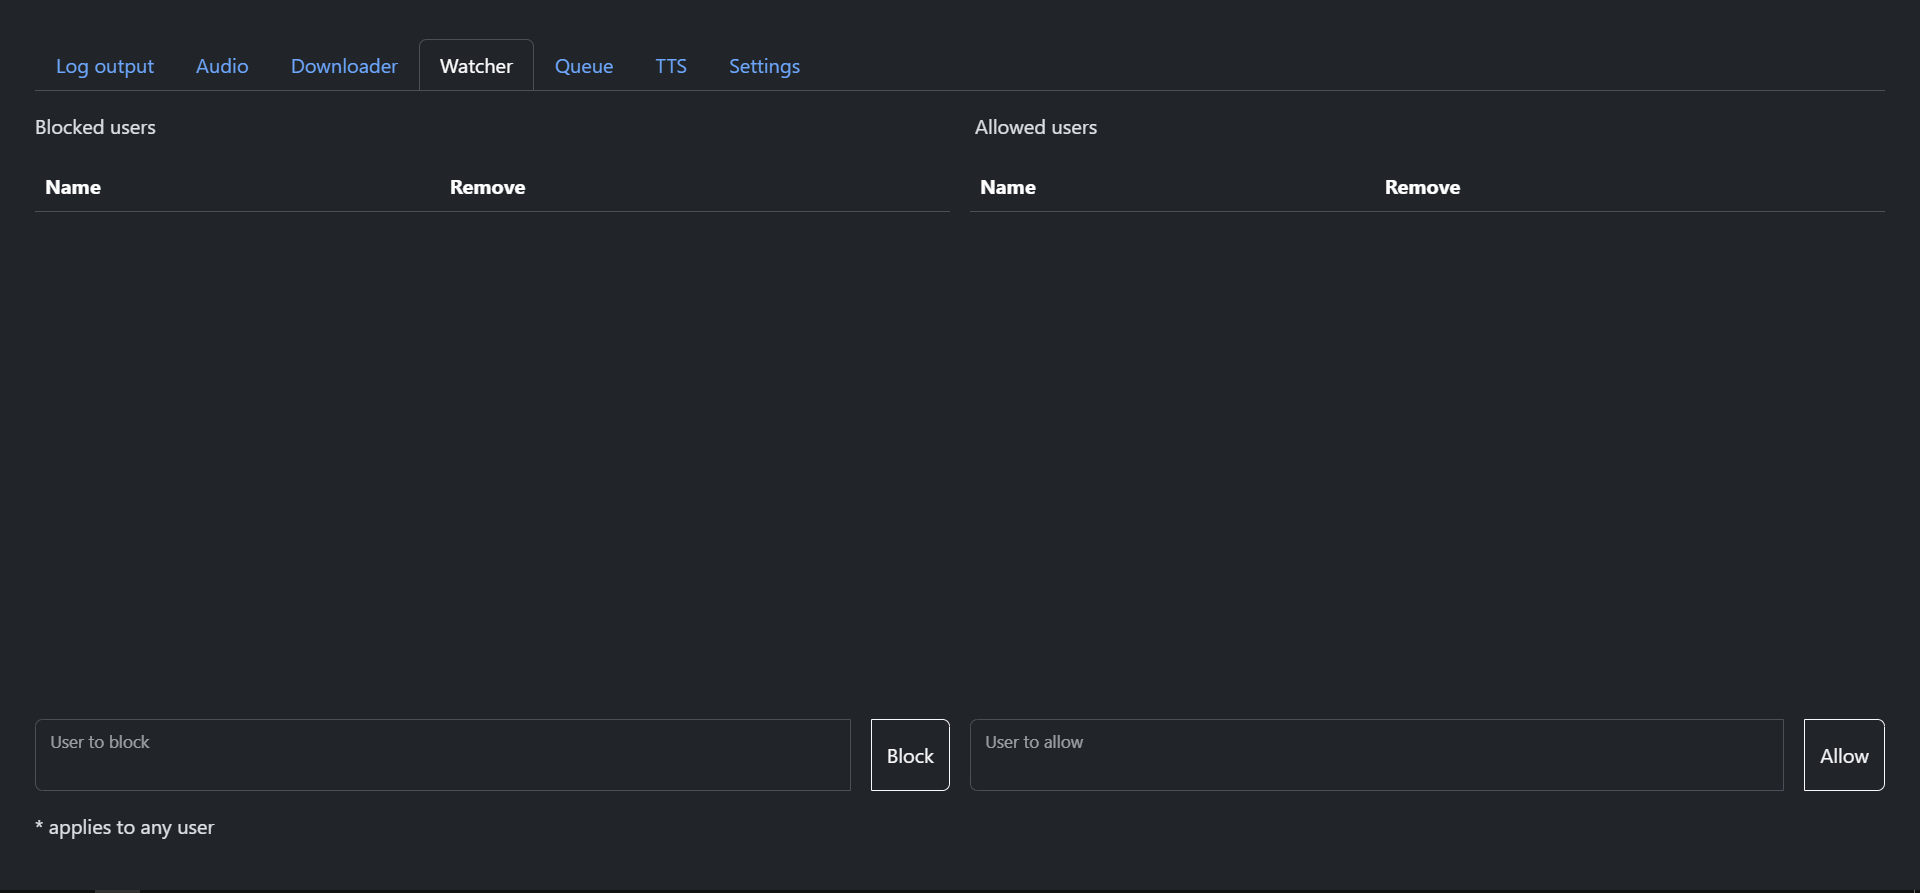 Log output Audio Downloader Watcher Queue TTS Settings
Blocked users
Name Remove
User to block
Block
Allowed users
Name Remove
User to allow
Allow
* applies to any user